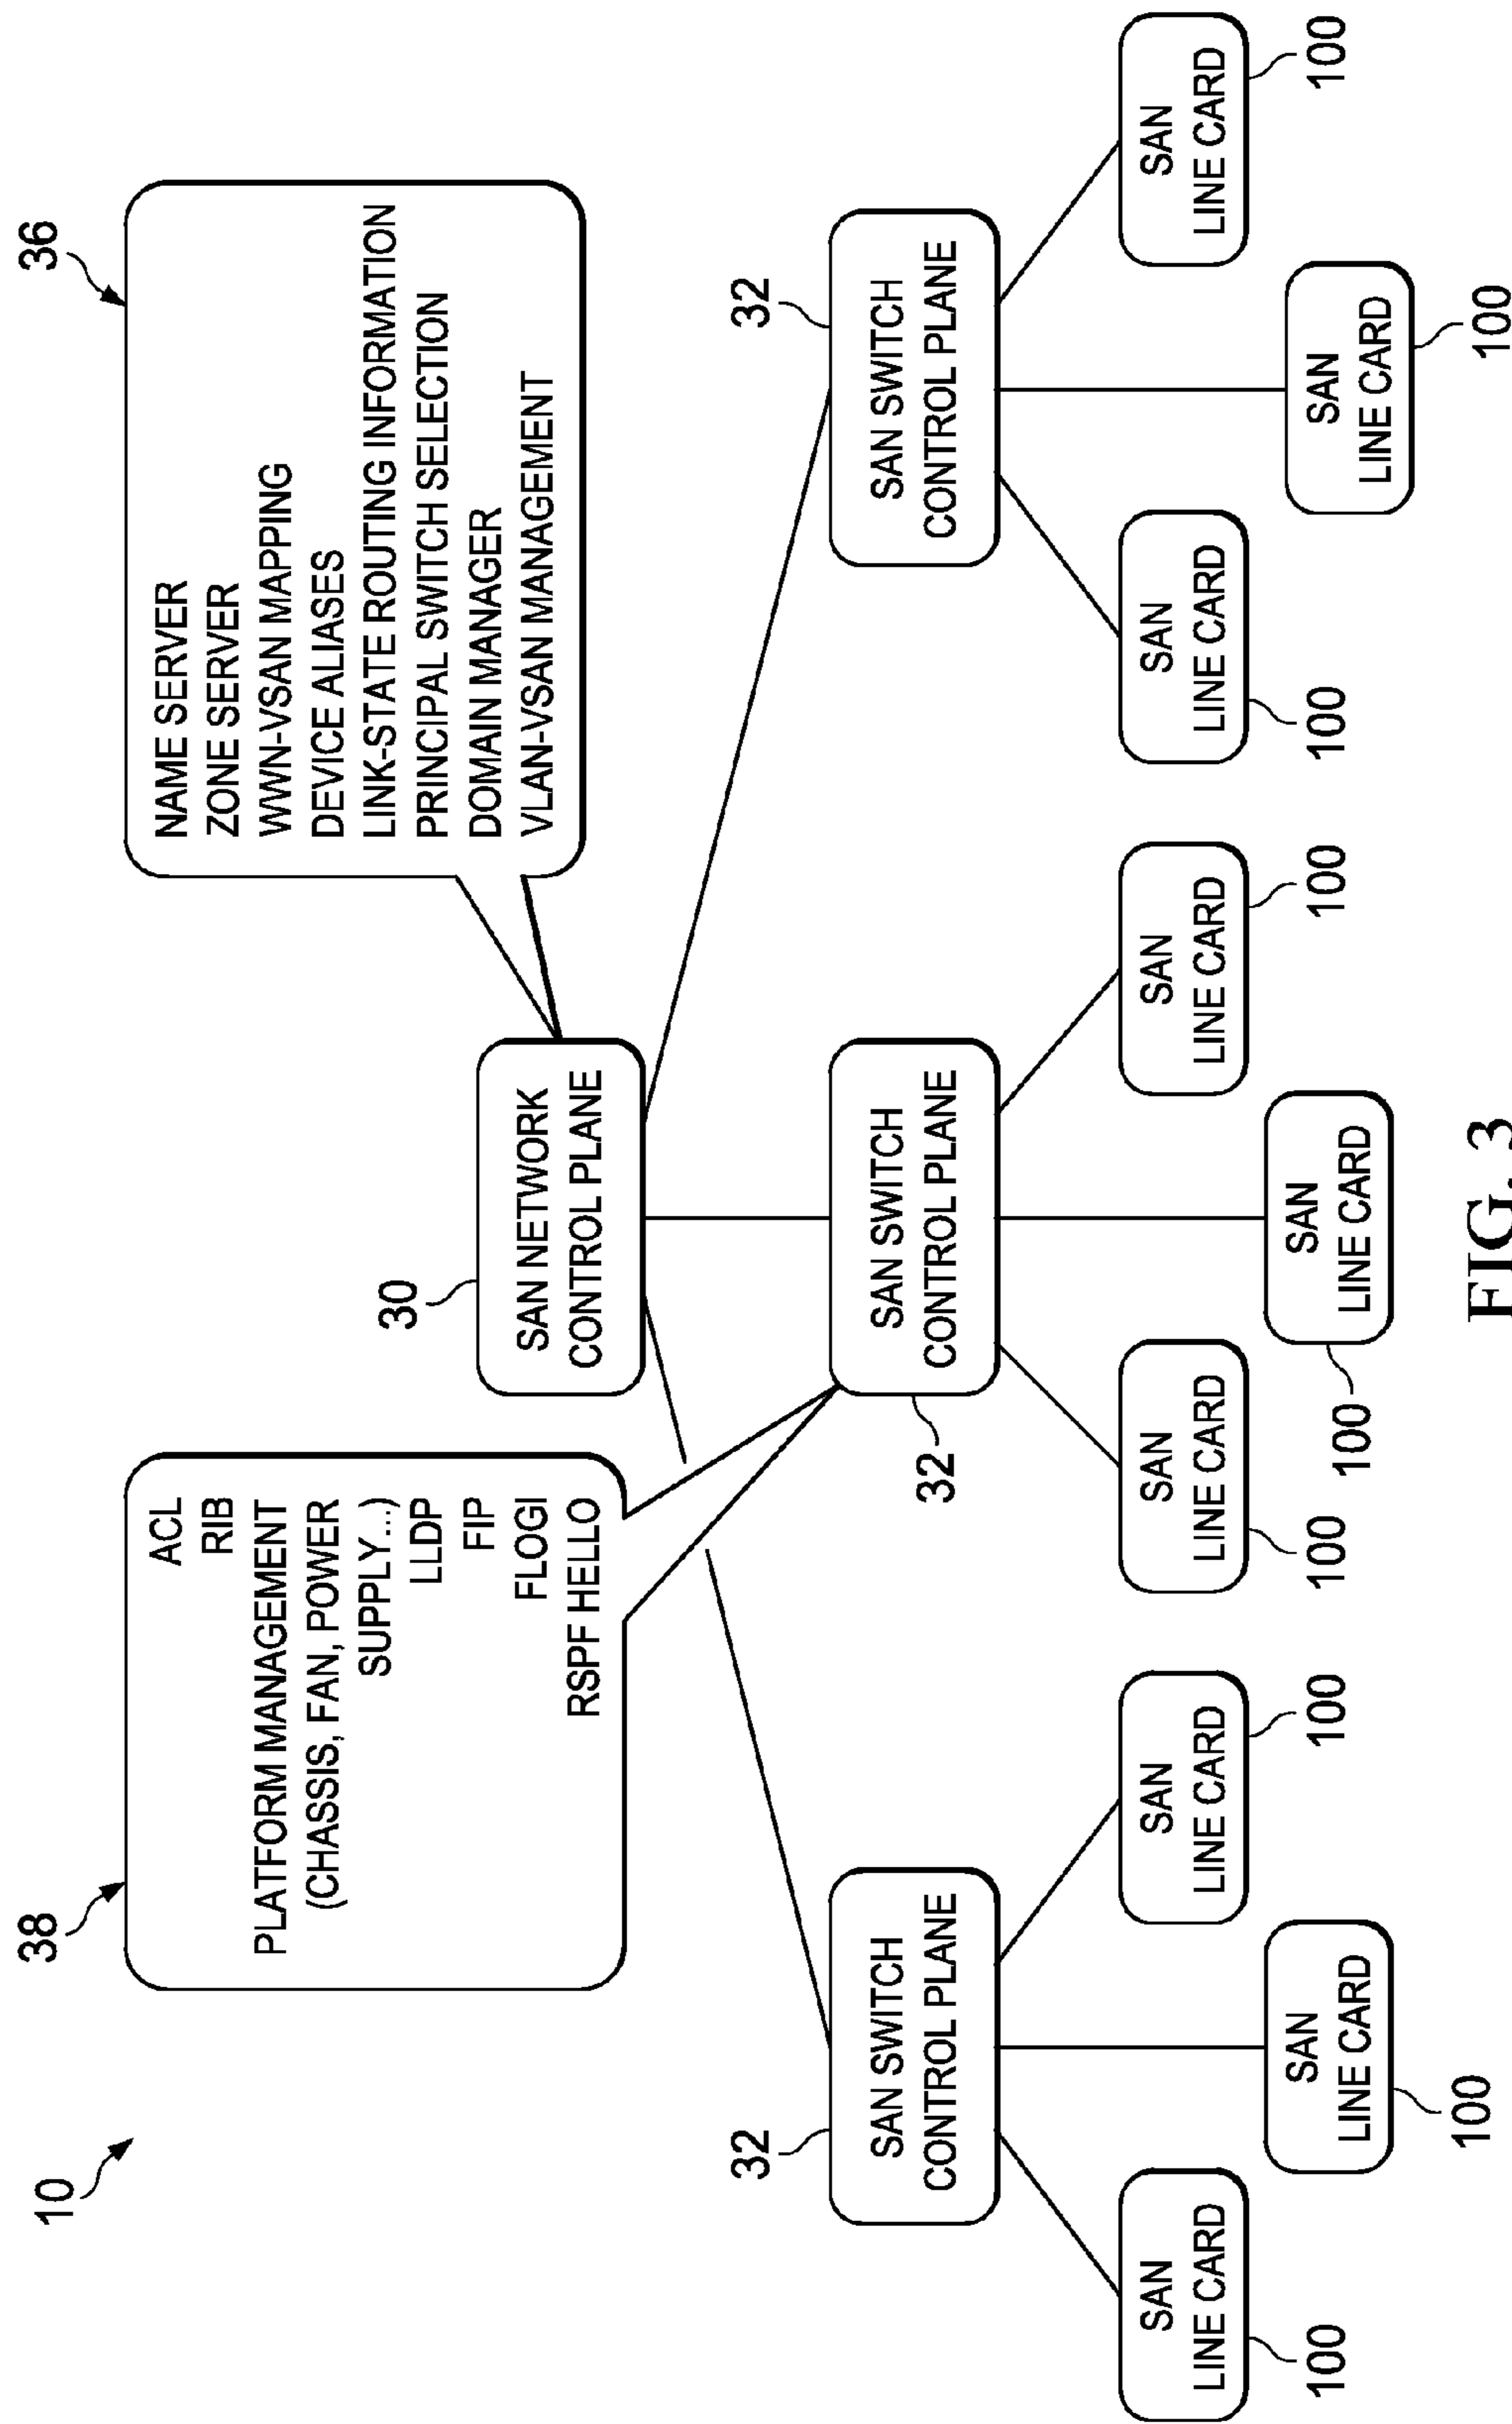 10
38
ACL
RIB
PLATFORM MANAGEMENT
(CHASSIS, FAN, POWER
SUPPLY...)
LLDP
FIP
FLOGI
RSPF HELLO
36
NAME SERVER
ZONE SERVER
WWN-VSAN MAPPING
DEVICE ALIASES
LINK-STATE ROUTING INFORMATION
PRINCIPAL SWITCH SELECTION
DOMAIN MANAGER
VLAN-VSAN MANAGEMENT
30
SAN NETWORK
CONTROL PLANE
32
SAN SWITCH
CONTROL PLANE
32
SAN SWITCH
CONTROL PLANE
32
SAN SWITCH
CONTROL PLANE
SAN
LINE CARD
100
SAN
LINE CARD
100
SAN
LINE CARD
100
SAN
LINE CARD
100
SAN
LINE CARD
100
SAN
LINE CARD
100
SAN
LINE CARD
100
SAN
LINE CARD
100
SAN
LINE CARD
100
FIG. 3